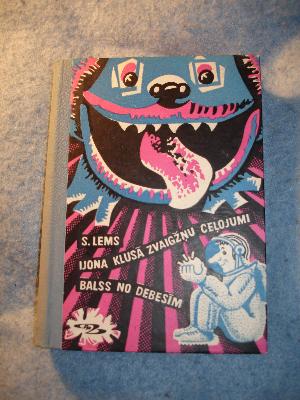 S. LEMS
IJONA KLUSĀ ZVAIGŽŅU CEĻOJUMI
BALSS NO DEBESĪM